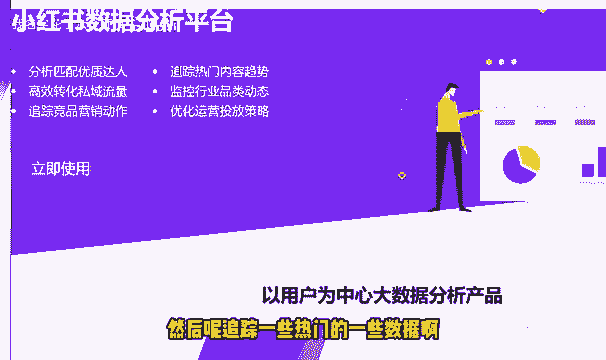 小红书数据分析平台
分析匹配优质达人
追踪热门内容趋势
高效转化私域流量
监控行业品类动态
追踪竞品营销动作
优化运营投放策略
立即使用
以用户为中心大数据分析产品
然后呢追踪一些热门的一些数据啊